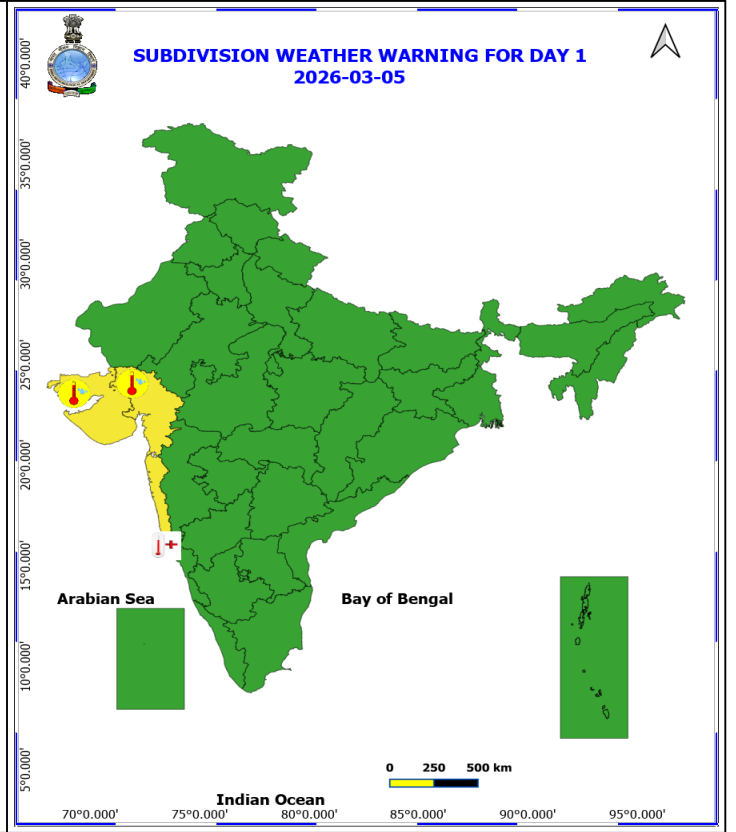 SUBDIVISION WEATHER WARNING FOR DAY 1
2026-03-05
40°0.000'
35°0.000'
30°0.000'
25°0.000'
20°0.000'
15°0.000'
10°0.000'
5°0.000'
Arabian Sea
Bay of Bengal
0 250 500 km
Indian Ocean
70°0.000' 75°0.000' 80°0.000' 85°0.000' 90°0.000' 95°0.000'